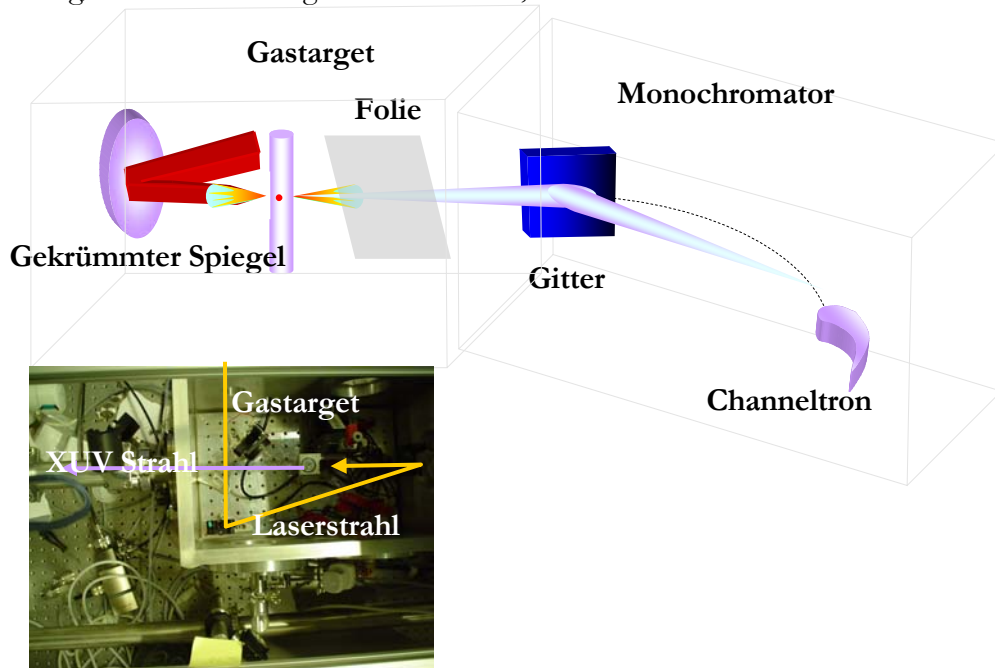 Gastarget
Monochromator
Folie
Gekrümmter Spiegel
Gitter
Channeltron
Gastarget
XUV Strahl
Laserstrahl